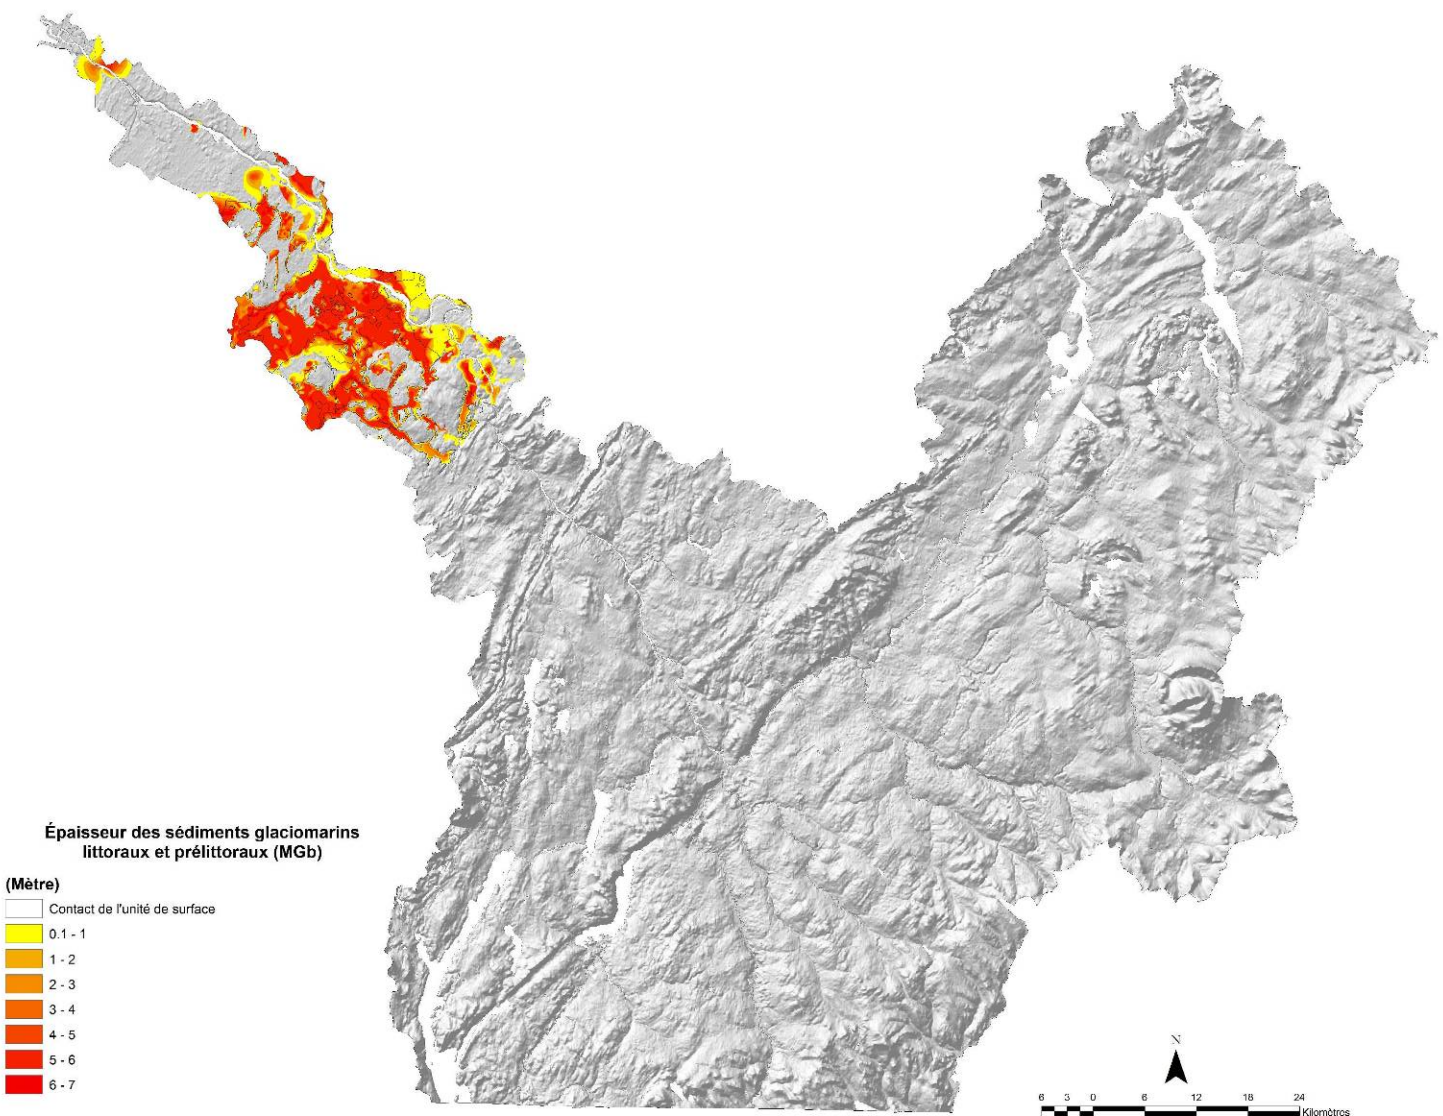 Épaisseur des sédiments glaciomarins
littoraux et prélittoraux (MGb)
(Mètre)
Contact de l'unité de surface
0.1 - 1
1 - 2
2 - 3
3 - 4
4 - 5
5 - 6
6 - 7
N
6 3 0 6 12 18 24
Kilomètres